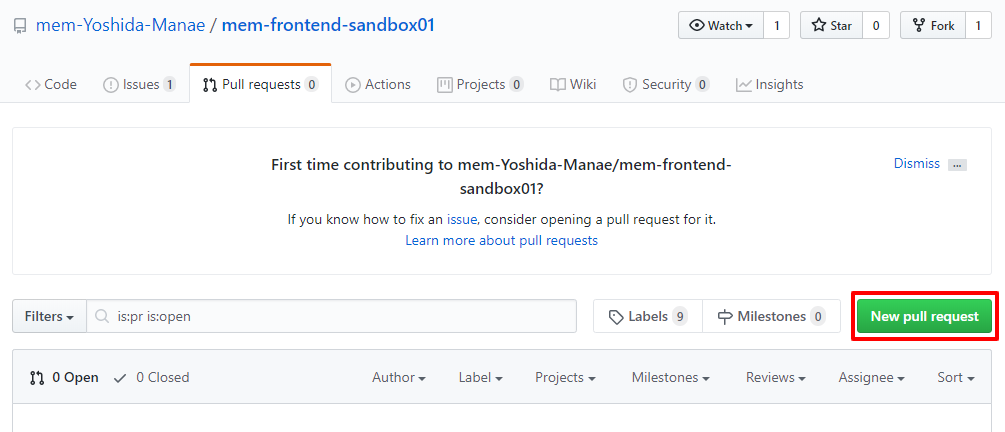 mem-Yoshida-Manae / mem-frontend-sandbox01
Watch 1 Star 0 Fork 1
Code Issues 1 Pull requests 0 Actions Projects 0 Wiki Security 0 Insights
First time contributing to mem-Yoshida-Manae/mem-frontend-
sandbox01?
Dismiss ...
If you know how to fix an issue, consider opening a pull request for it.
Learn more about pull requests
Filters is:pr is:open Labels 9 Milestones 0 New pull request
0 Open 0 Closed Author Label Projects Milestones Reviews Assignee Sort